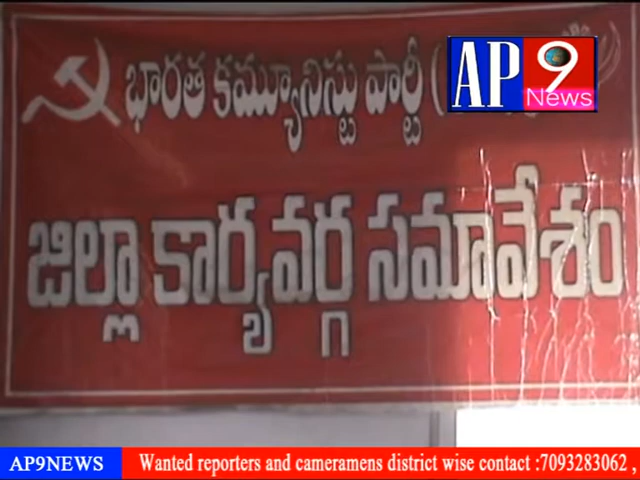 భారత కమ్యూనిస్టు పార్టీ (
AP9
News
జిల్లా కార్యవర్గ సమావేశం
AP9NEWS Wanted reporters and cameramens district wise contact :7093283062 ,